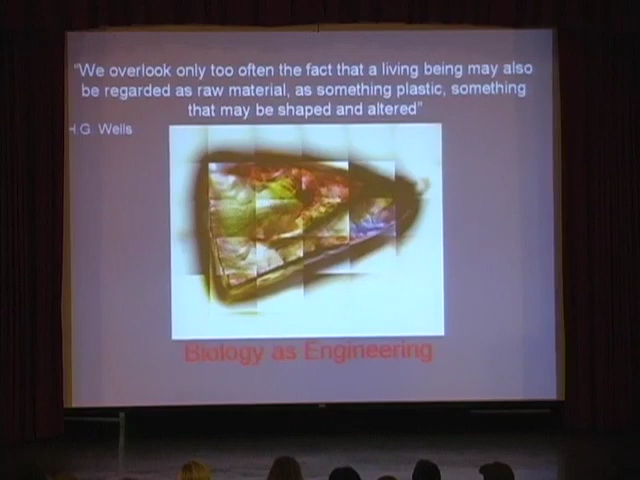 "We overlook only too often the fact that a living being may also
be regarded as raw material, as something plastic, something
that may be shaped and altered"
H.G. Wells
Biology as Engineering